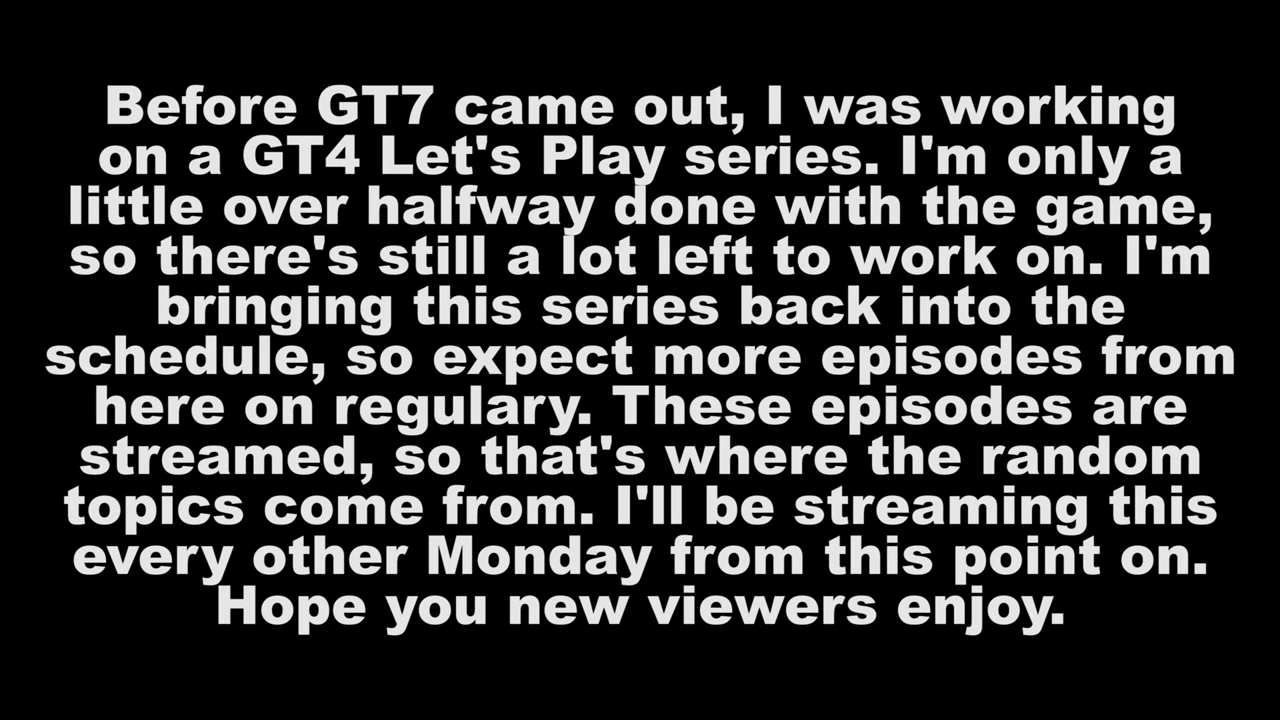 Before GT7 came out, I was working
on a GT4 Let's Play series. I'm only a
little over halfway done with the game,
so there's still a lot left to work on. I'm
bringing this series back into the
schedule, so expect more episodes from
here on regulary. These episodes are
streamed, so that's where the random
topics come from. I'll be streaming this
every other Monday from this point on.
Hope you new viewers enjoy.